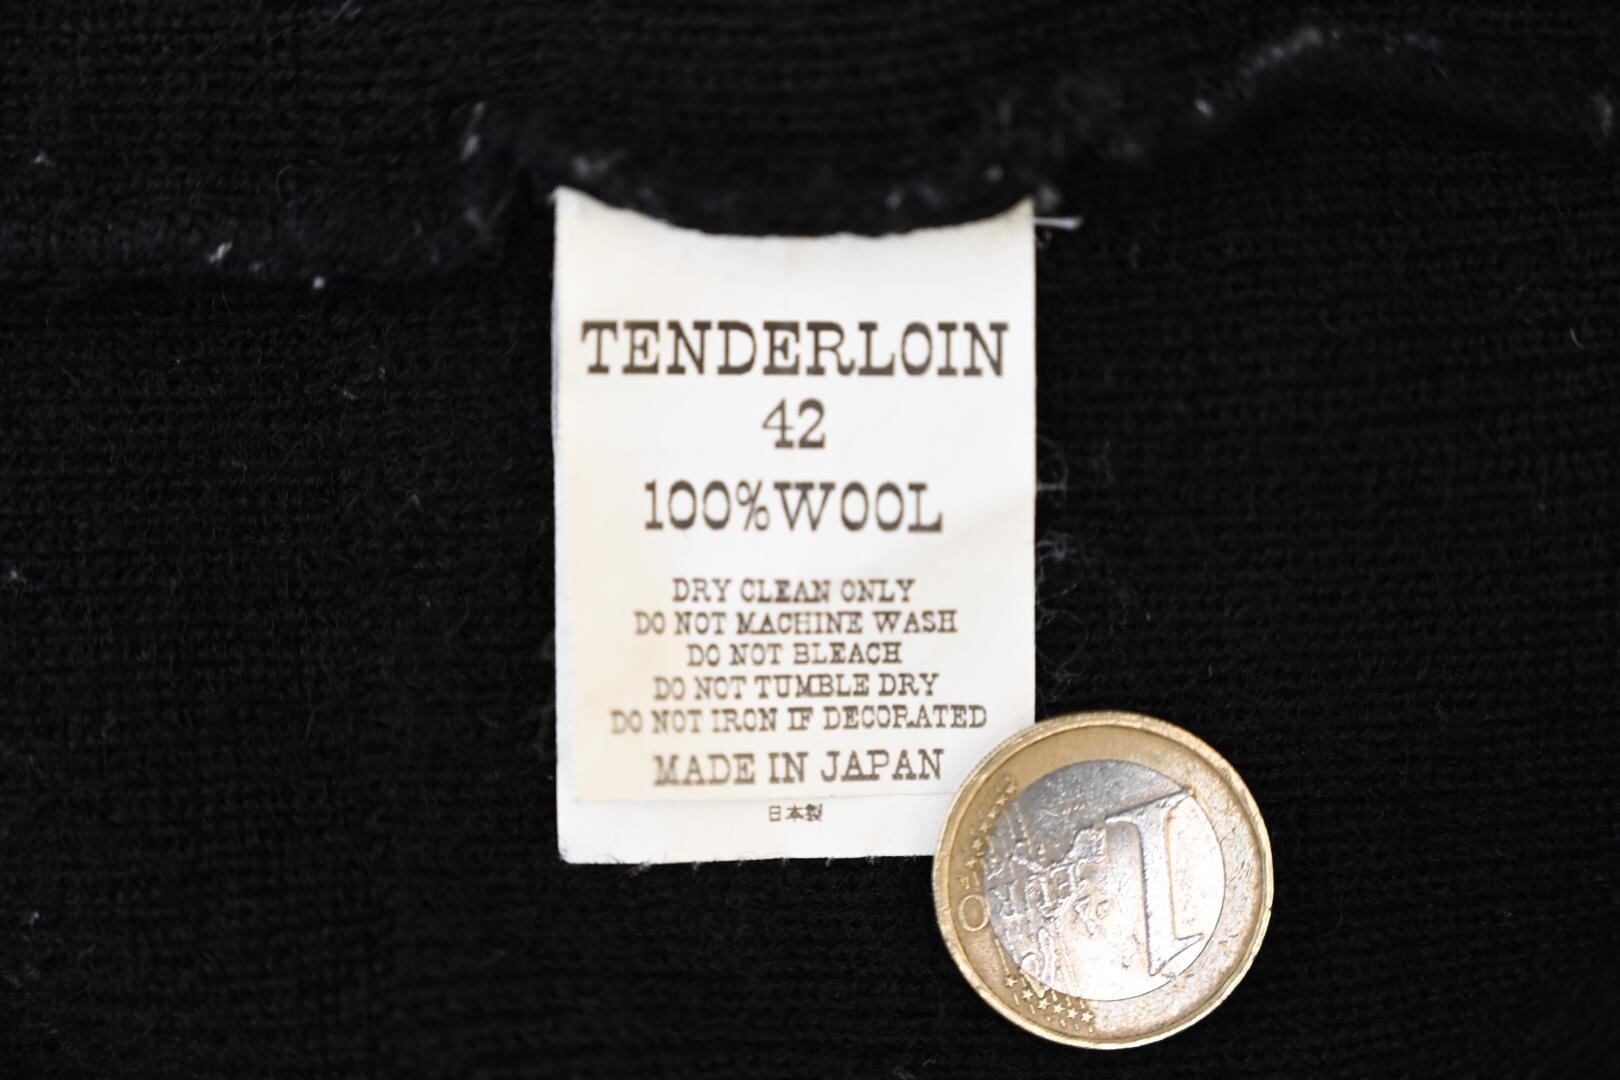 TENDERLOIN
42
100%WOOL
DRY CLEAN ONLY
DO NOT MACHINE WASH
DO NOT BLEACH
DO NOT TUMBLE DRY
DO NOT IRON IF DECORATED
MADE IN JAPAN
日本製
1
EURO